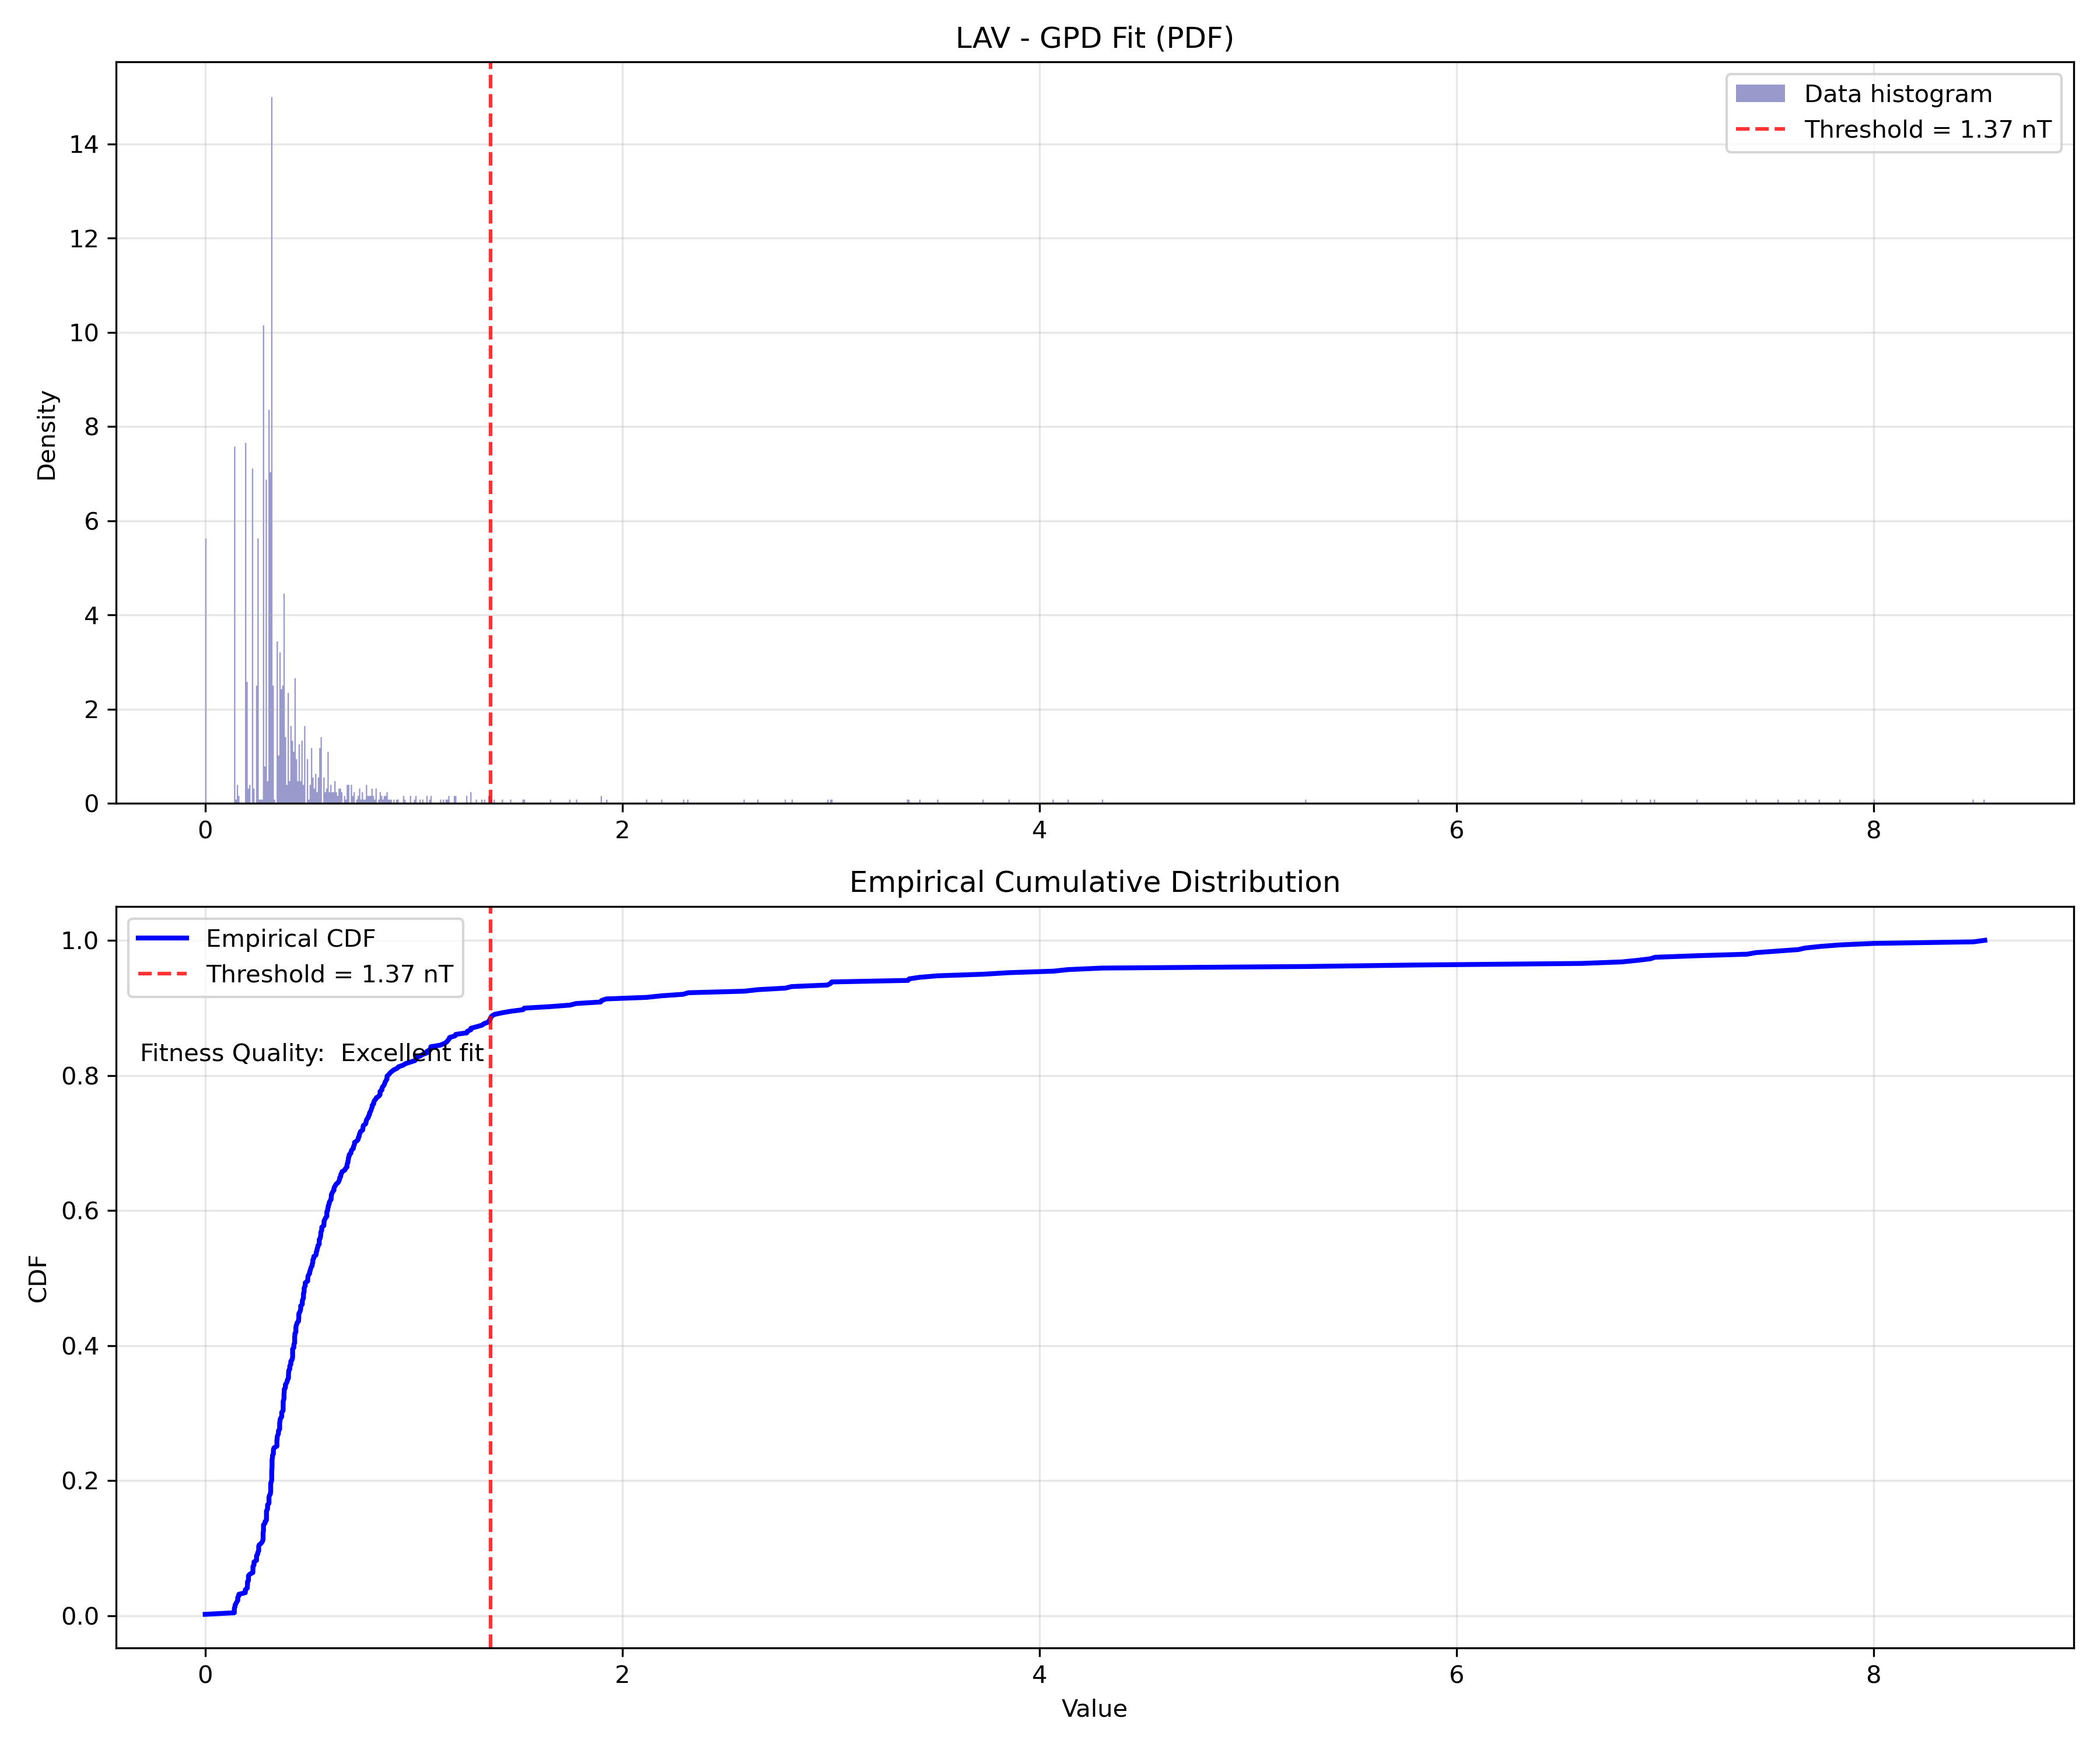 LAV - GPD Fit (PDF)
Data histogram
Threshold = 1.37 nT
Density
14
12
10
8
6
4
2
0
0 2 4 6 8
Empirical Cumulative Distribution
Empirical CDF
Threshold = 1.37 nT
Fitness Quality:  Excellent fit
CDF
1.0
0.8
0.6
0.4
0.2
0.0
0 2 4 6 8
Value